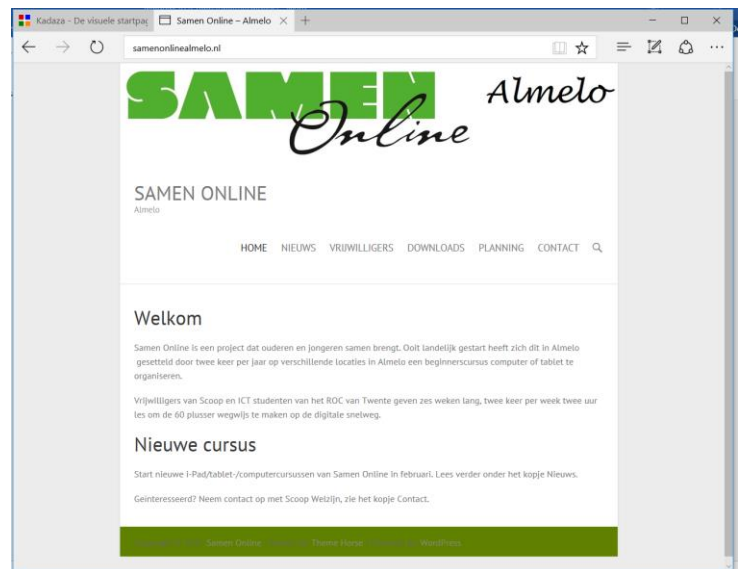 Kadaza - De visuele startpag
Samen Online – Almelo
samenonlinealmelo.nl
SAMEN
Online
Almelo
SAMEN ONLINE
Almelo
HOME NIEUWS VRIJWILLIGERS DOWNLOADS PLANNING CONTACT
Welkom
Samen Online is een project dat ouderen en jongeren samen brengt. Ooit landelijk gestart heeft zich dit in Almelo
gesetteld door twee keer per jaar op verschillende locaties in Almelo een beginnerscursus computer of tablet te
organiseren.
Vrijwilligers van Scoop en ICT studenten van het ROC van Twente geven zes weken lang, twee keer per week twee uur
les om de 60 plusser wegwijs te maken op de digitale snelweg.
Nieuwe cursus
Start nieuwe i-Pad/tablet-/computercursussen van Samen Online in februari. Lees verder onder het kopje Nieuws.
Geinteresseerd? Neem contact op met Scoop Welzijn, zie het kopje Contact.
Samen Online Theme Horse WordPress